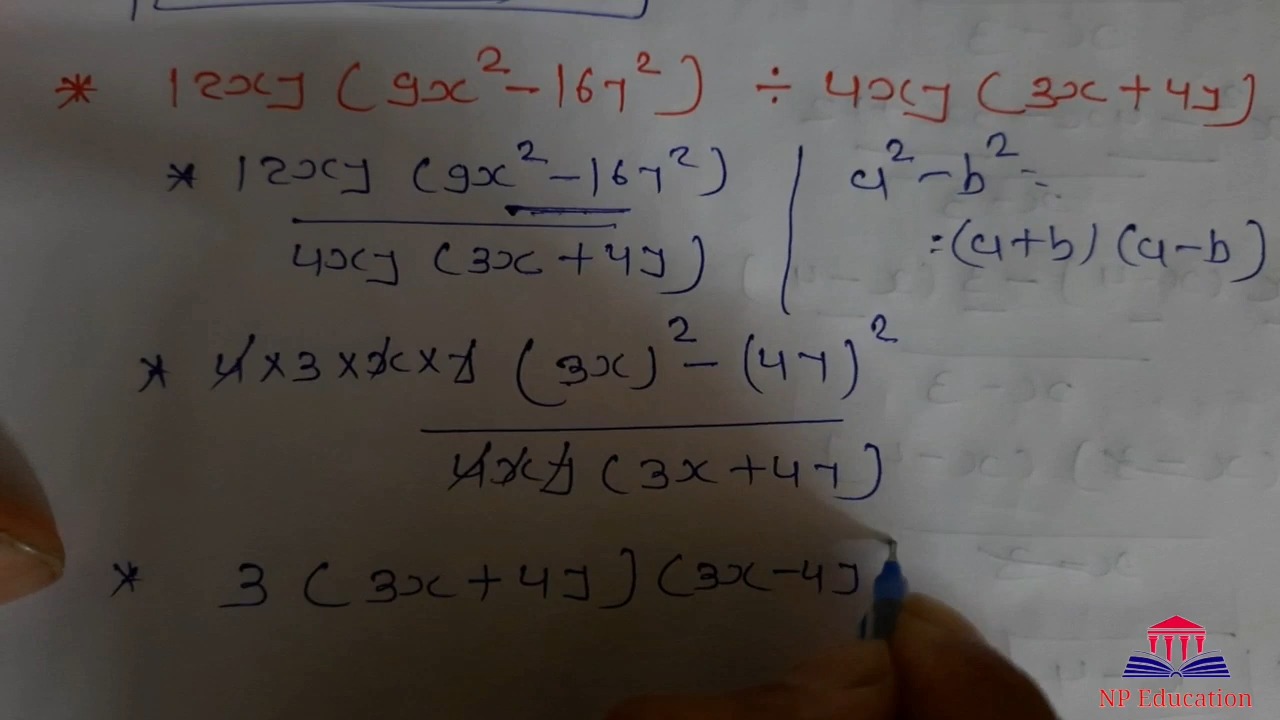 * 12xy (9x² - 16y²) ÷ 4xy (3x + 4y)
* 12xy (9x² - 16y²)
4xy (3x + 4y)
a² - b² =
= (a + b) (a - b)
* 4 × 3 × x × y (3x)² - (4y)²
4xy (3x + 4y)
* 3 (3x + 4y) (3x - 4y
NP Education